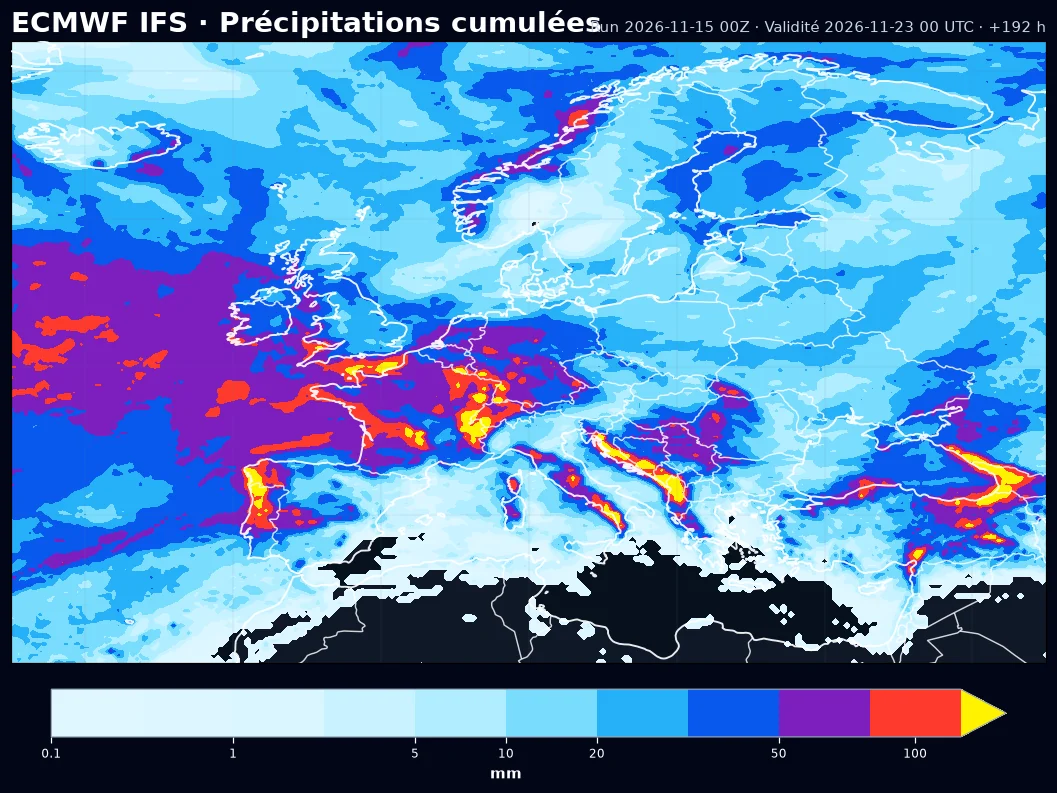 ECMWF IFS · Précipitations cumulées
Run 2026-11-15 00Z · Validité 2026-11-23 00 UTC · +192 h
0.1 1 5 10 20 50 100
mm